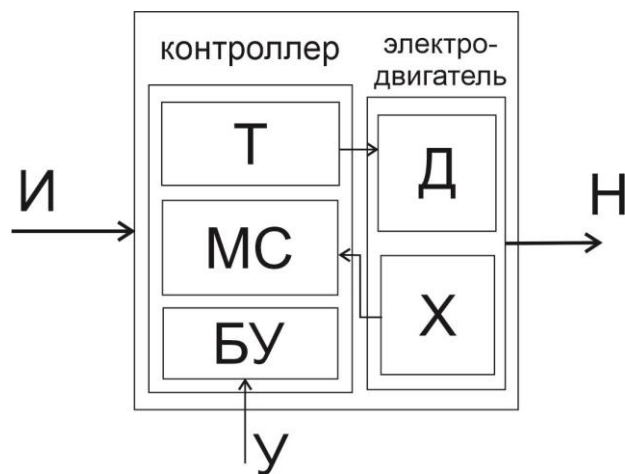 контроллер
электро-
двигатель
Т
Д
И
Н
МС
Х
БУ
У